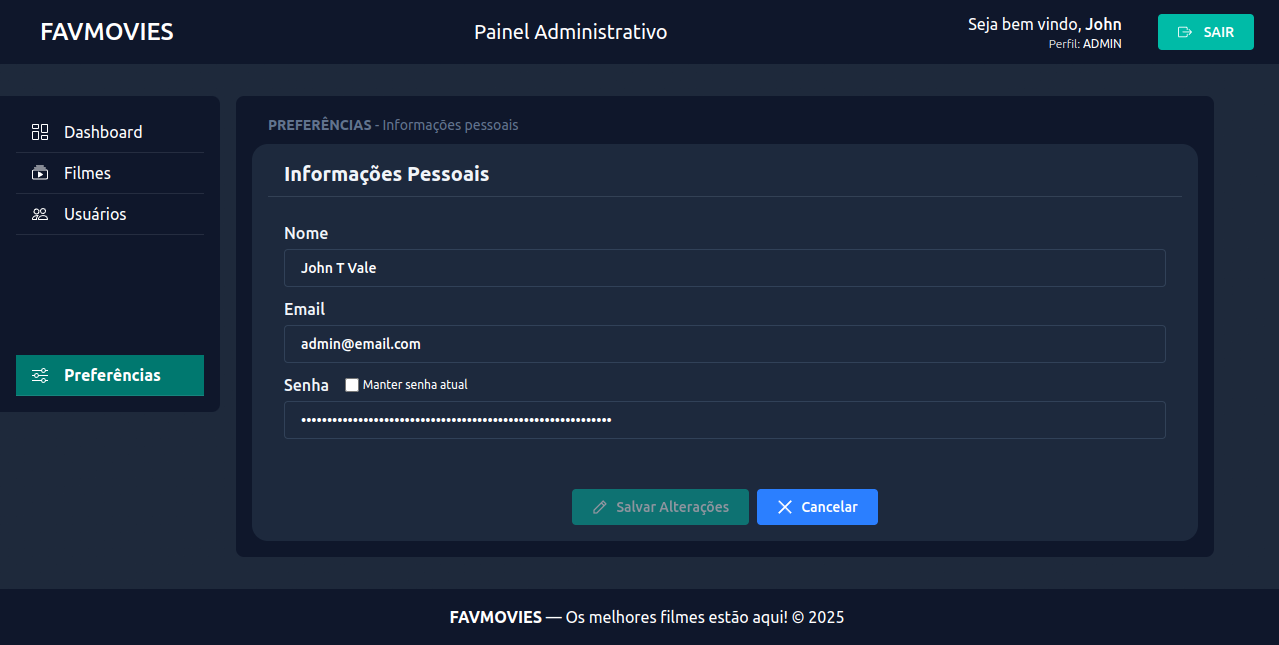 FAVMOVIES
Painel Administrativo
Seja bem vindo, John
Perfil: ADMIN
SAIR
Dashboard
Filmes
Usuários
Preferências
PREFERÊNCIAS - Informações pessoais
Informações Pessoais
Nome
John T Vale
Email
admin@email.com
Senha Manter senha atual
••••••••••••••••••••••••••••••••••••••••••••••••••••••••••••
Salvar Alterações
Cancelar
FAVMOVIES — Os melhores filmes estão aqui! © 2025